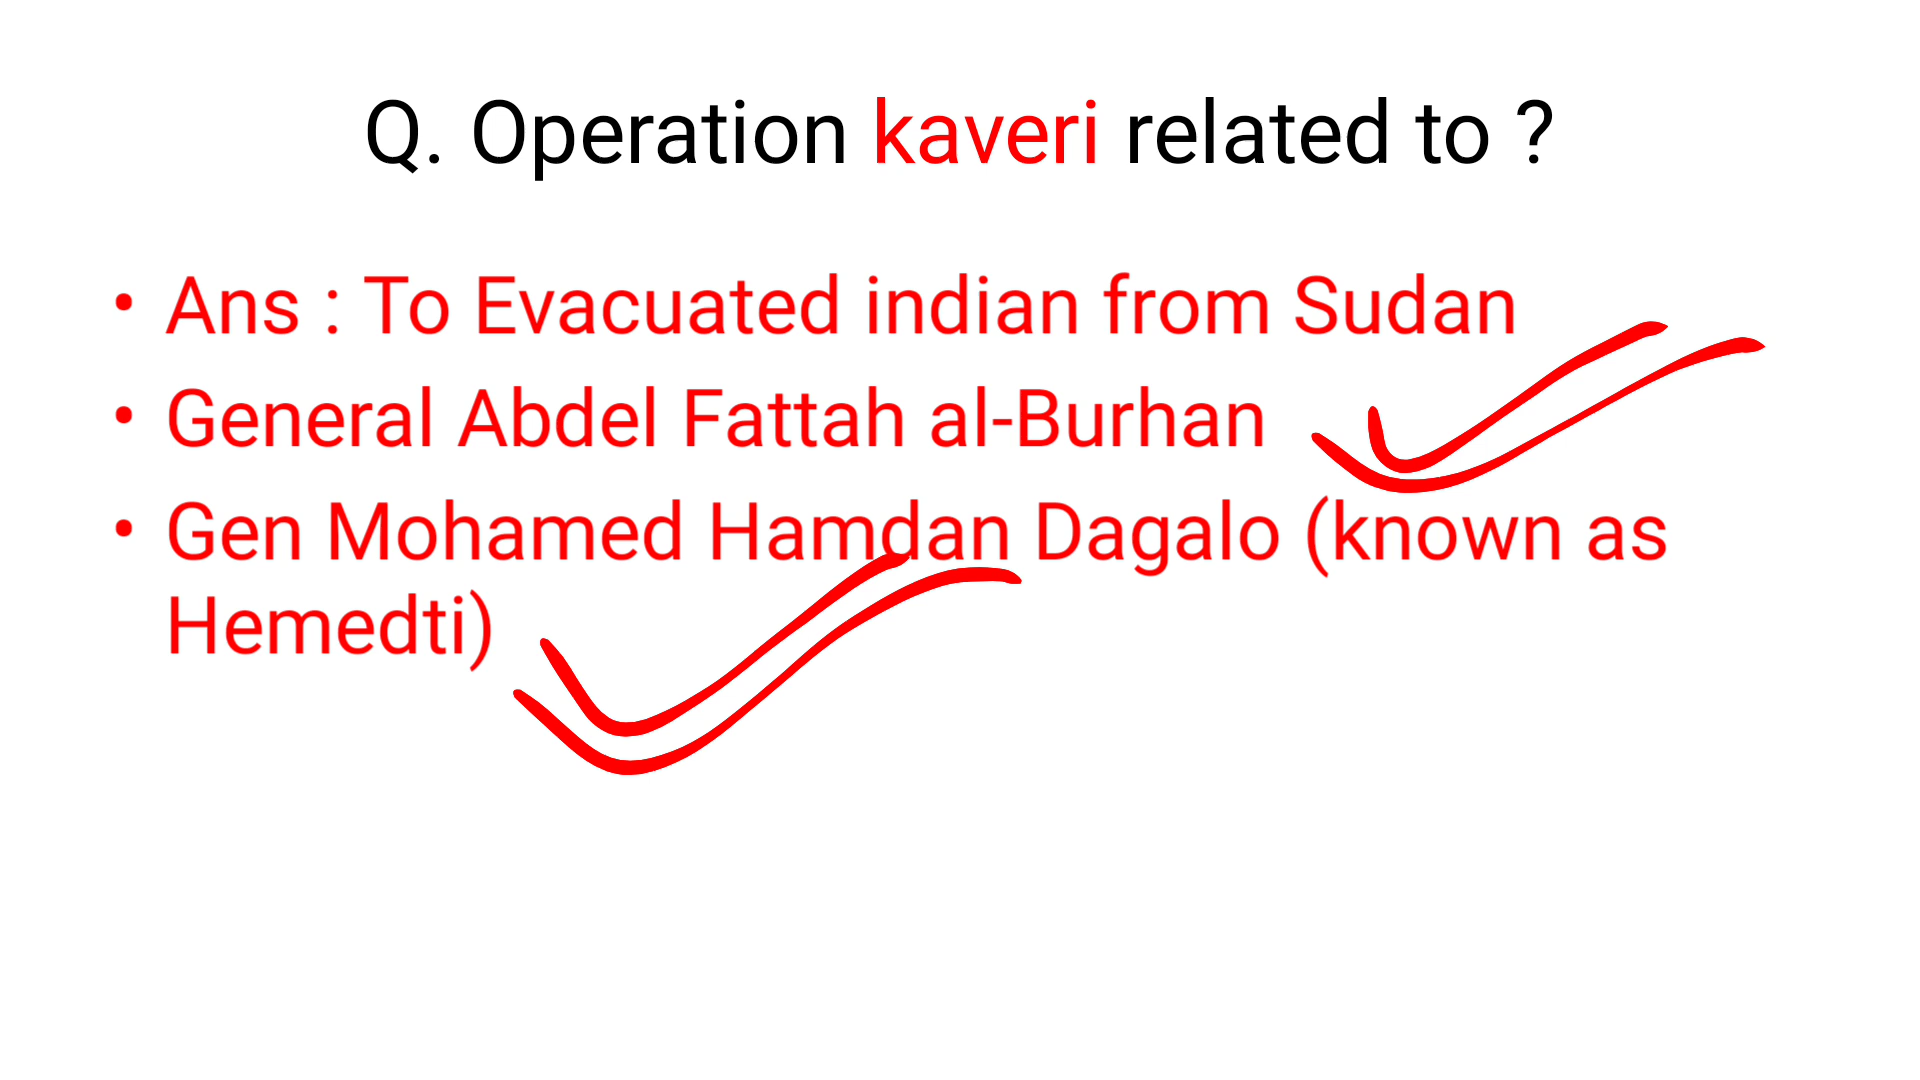 Q. Operation kaveri related to ?
• Ans : To Evacuated indian from Sudan
• General Abdel Fattah al-Burhan
• Gen Mohamed Hamdan Dagalo (known as
Hemedti)